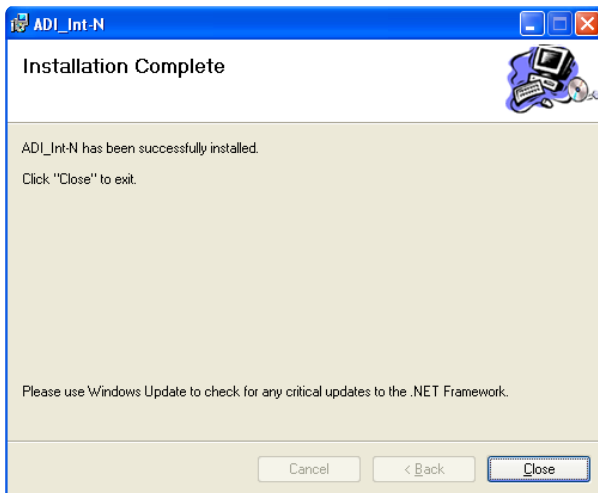 ADI_Int-N
Installation Complete
ADI_Int-N has been successfully installed.
Click "Close" to exit.
Please use Windows Update to check for any critical updates to the .NET Framework.
Cancel
< Back
Close